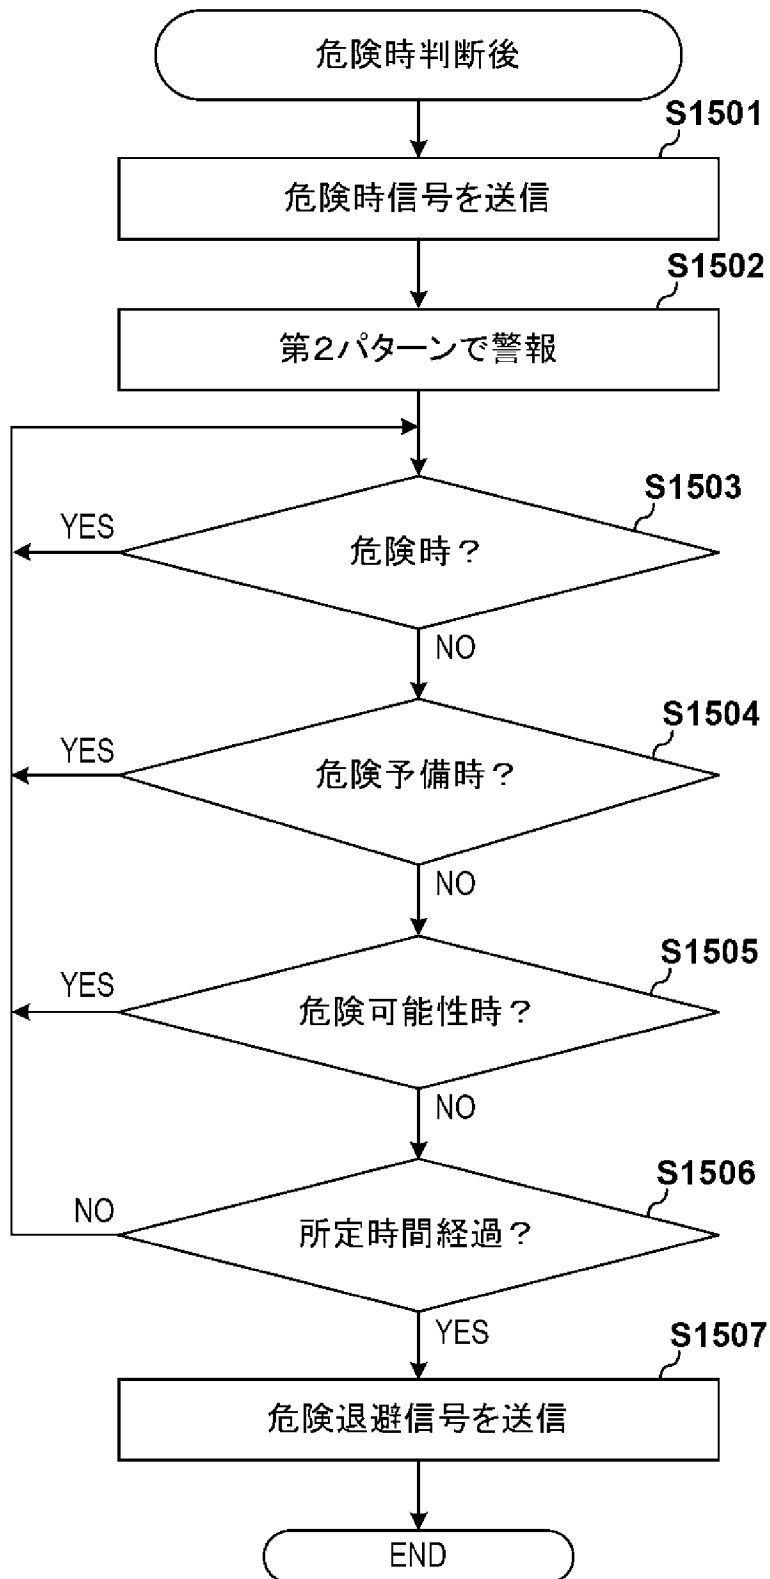 危険時判断後
S1501
危険時信号を送信
S1502
第２パターンで警報
S1503
YES
危険時？
NO
S1504
YES
危険予備時？
NO
S1505
YES
危険可能性時？
NO
S1506
NO
所定時間経過？
YES
S1507
危険退避信号を送信
END